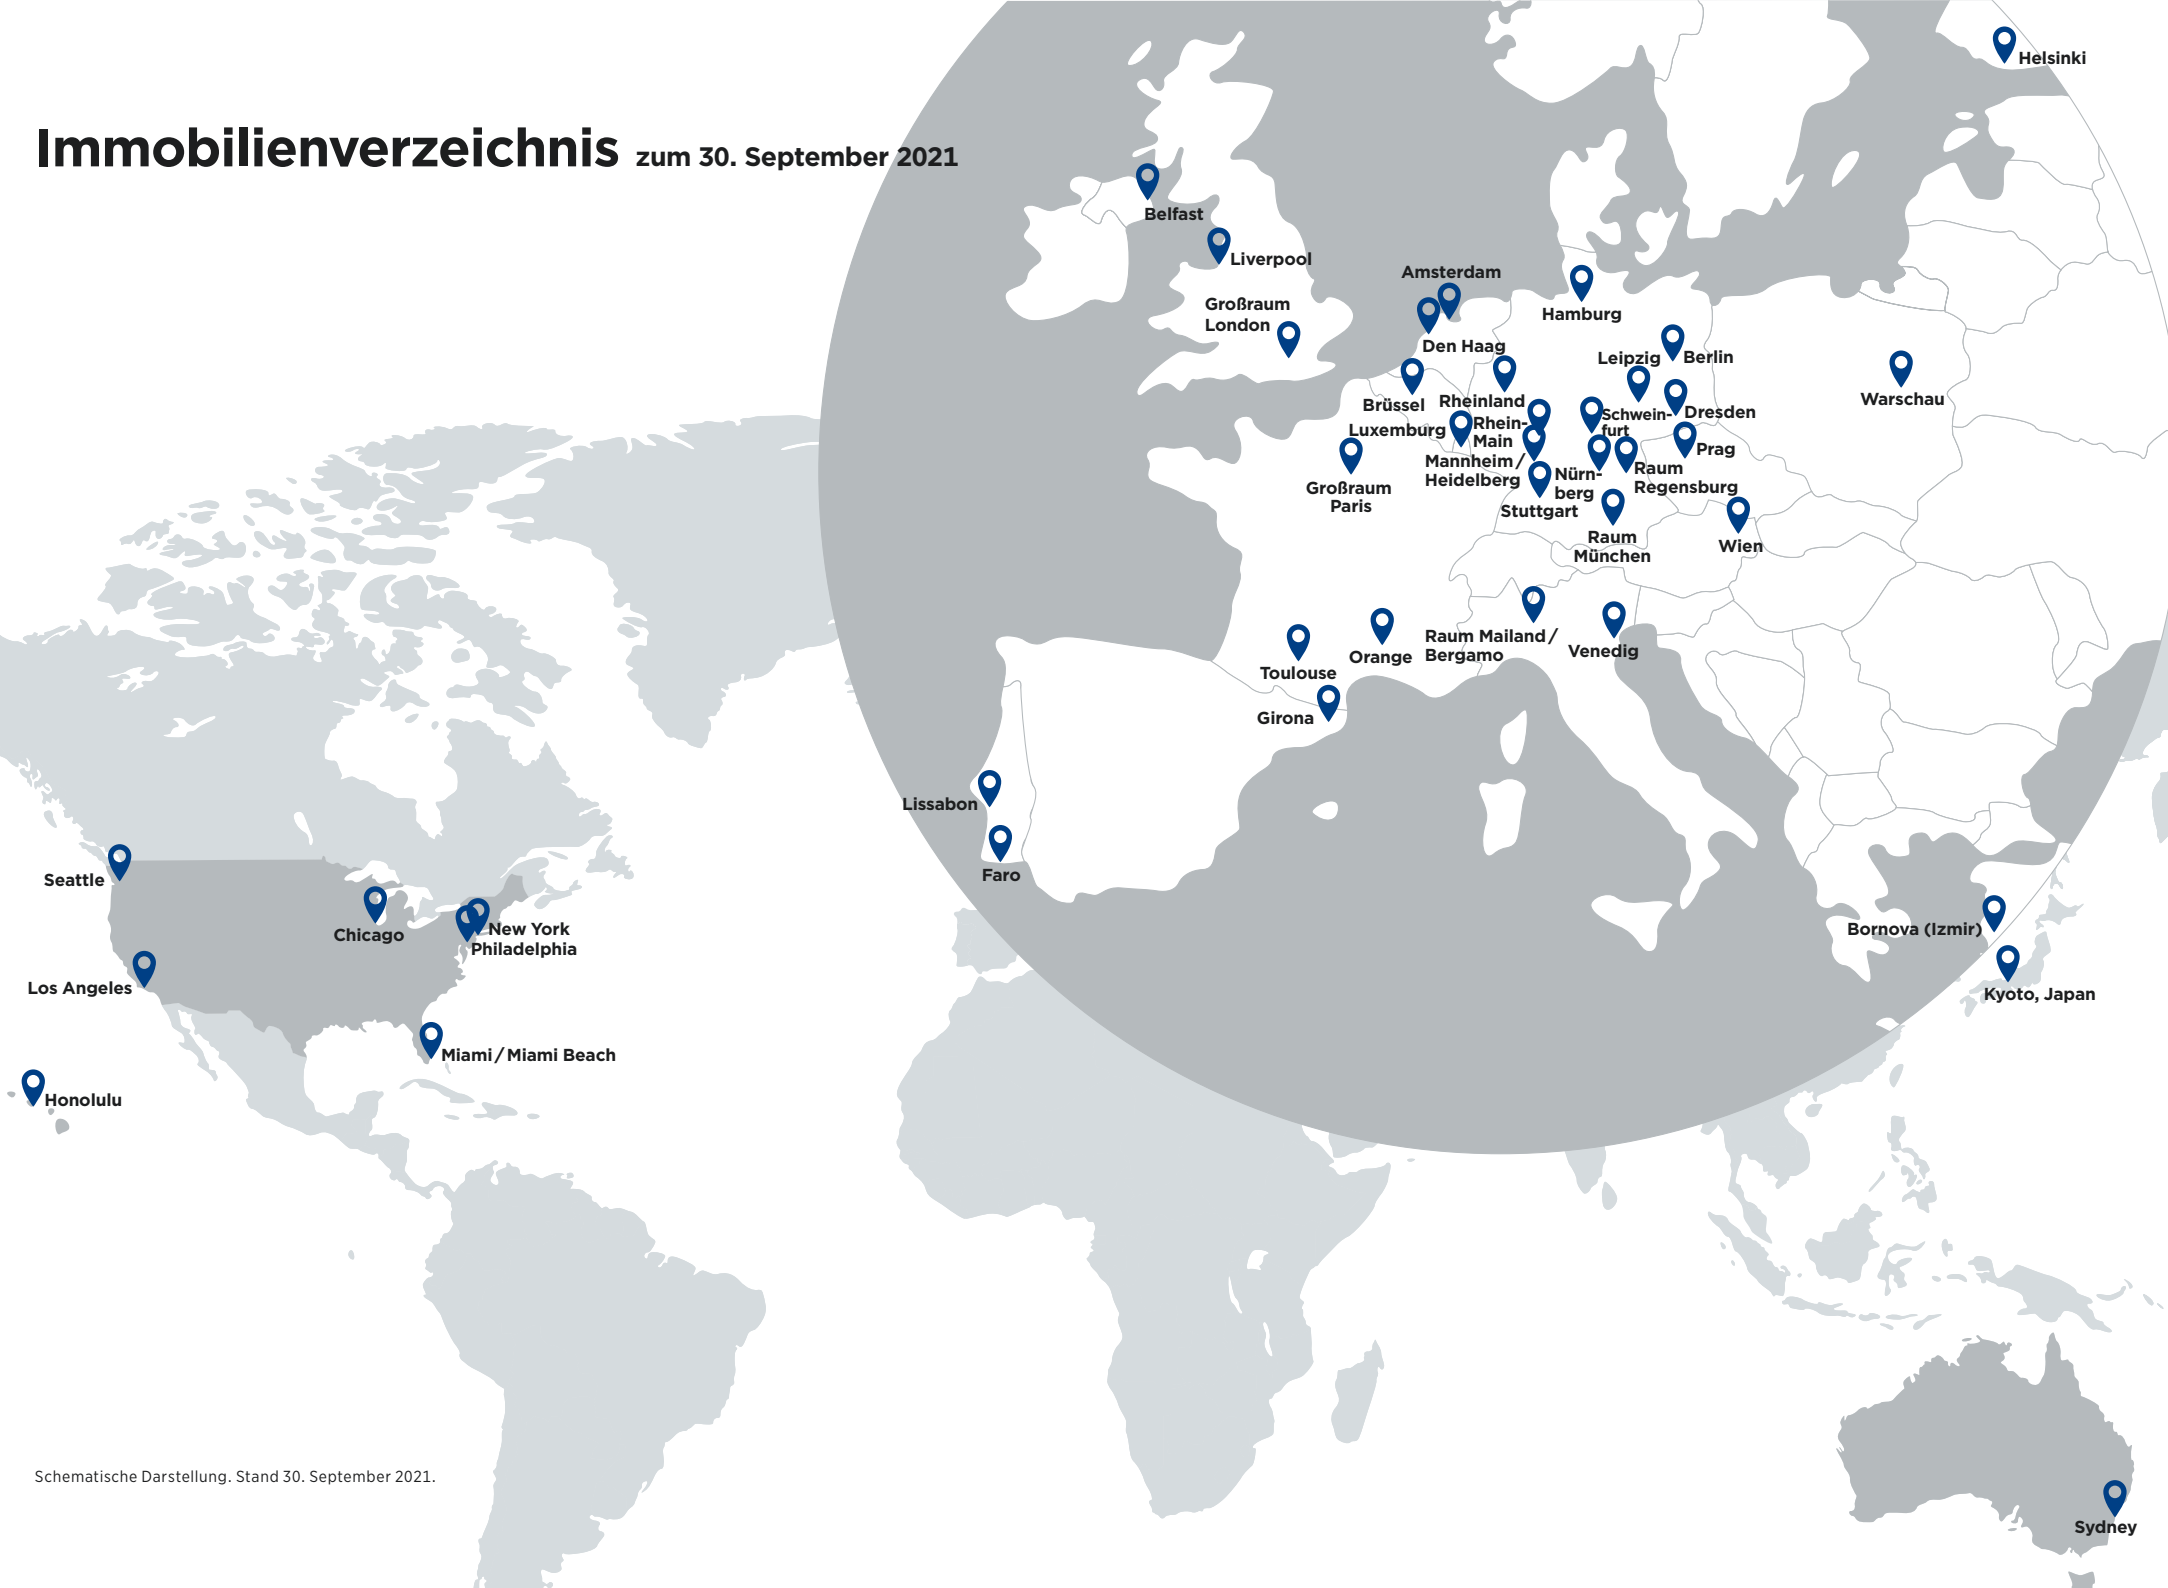 Immobilienverzeichnis zum 30. September 2021
Helsinki
Belfast
Liverpool
Großraum
London
Amsterdam
Den Haag
Hamburg
Leipzig
Berlin
Warschau
Brüssel
Rheinland
Schwein-
furt
Dresden
Luxemburg
Rhein-
Main
Prag
Mannheim /
Heidelberg
Nürn-
berg
Raum
Regensburg
Großraum
Paris
Stuttgart
Raum
München
Wien
Toulouse
Orange
Raum Mailand /
Bergamo
Venedig
Girona
Lissabon
Faro
Seattle
Chicago
New York
Philadelphia
Los Angeles
Miami / Miami Beach
Honolulu
Bornova (Izmir)
Kyoto, Japan
Sydney
Schematische Darstellung. Stand 30. September 2021.